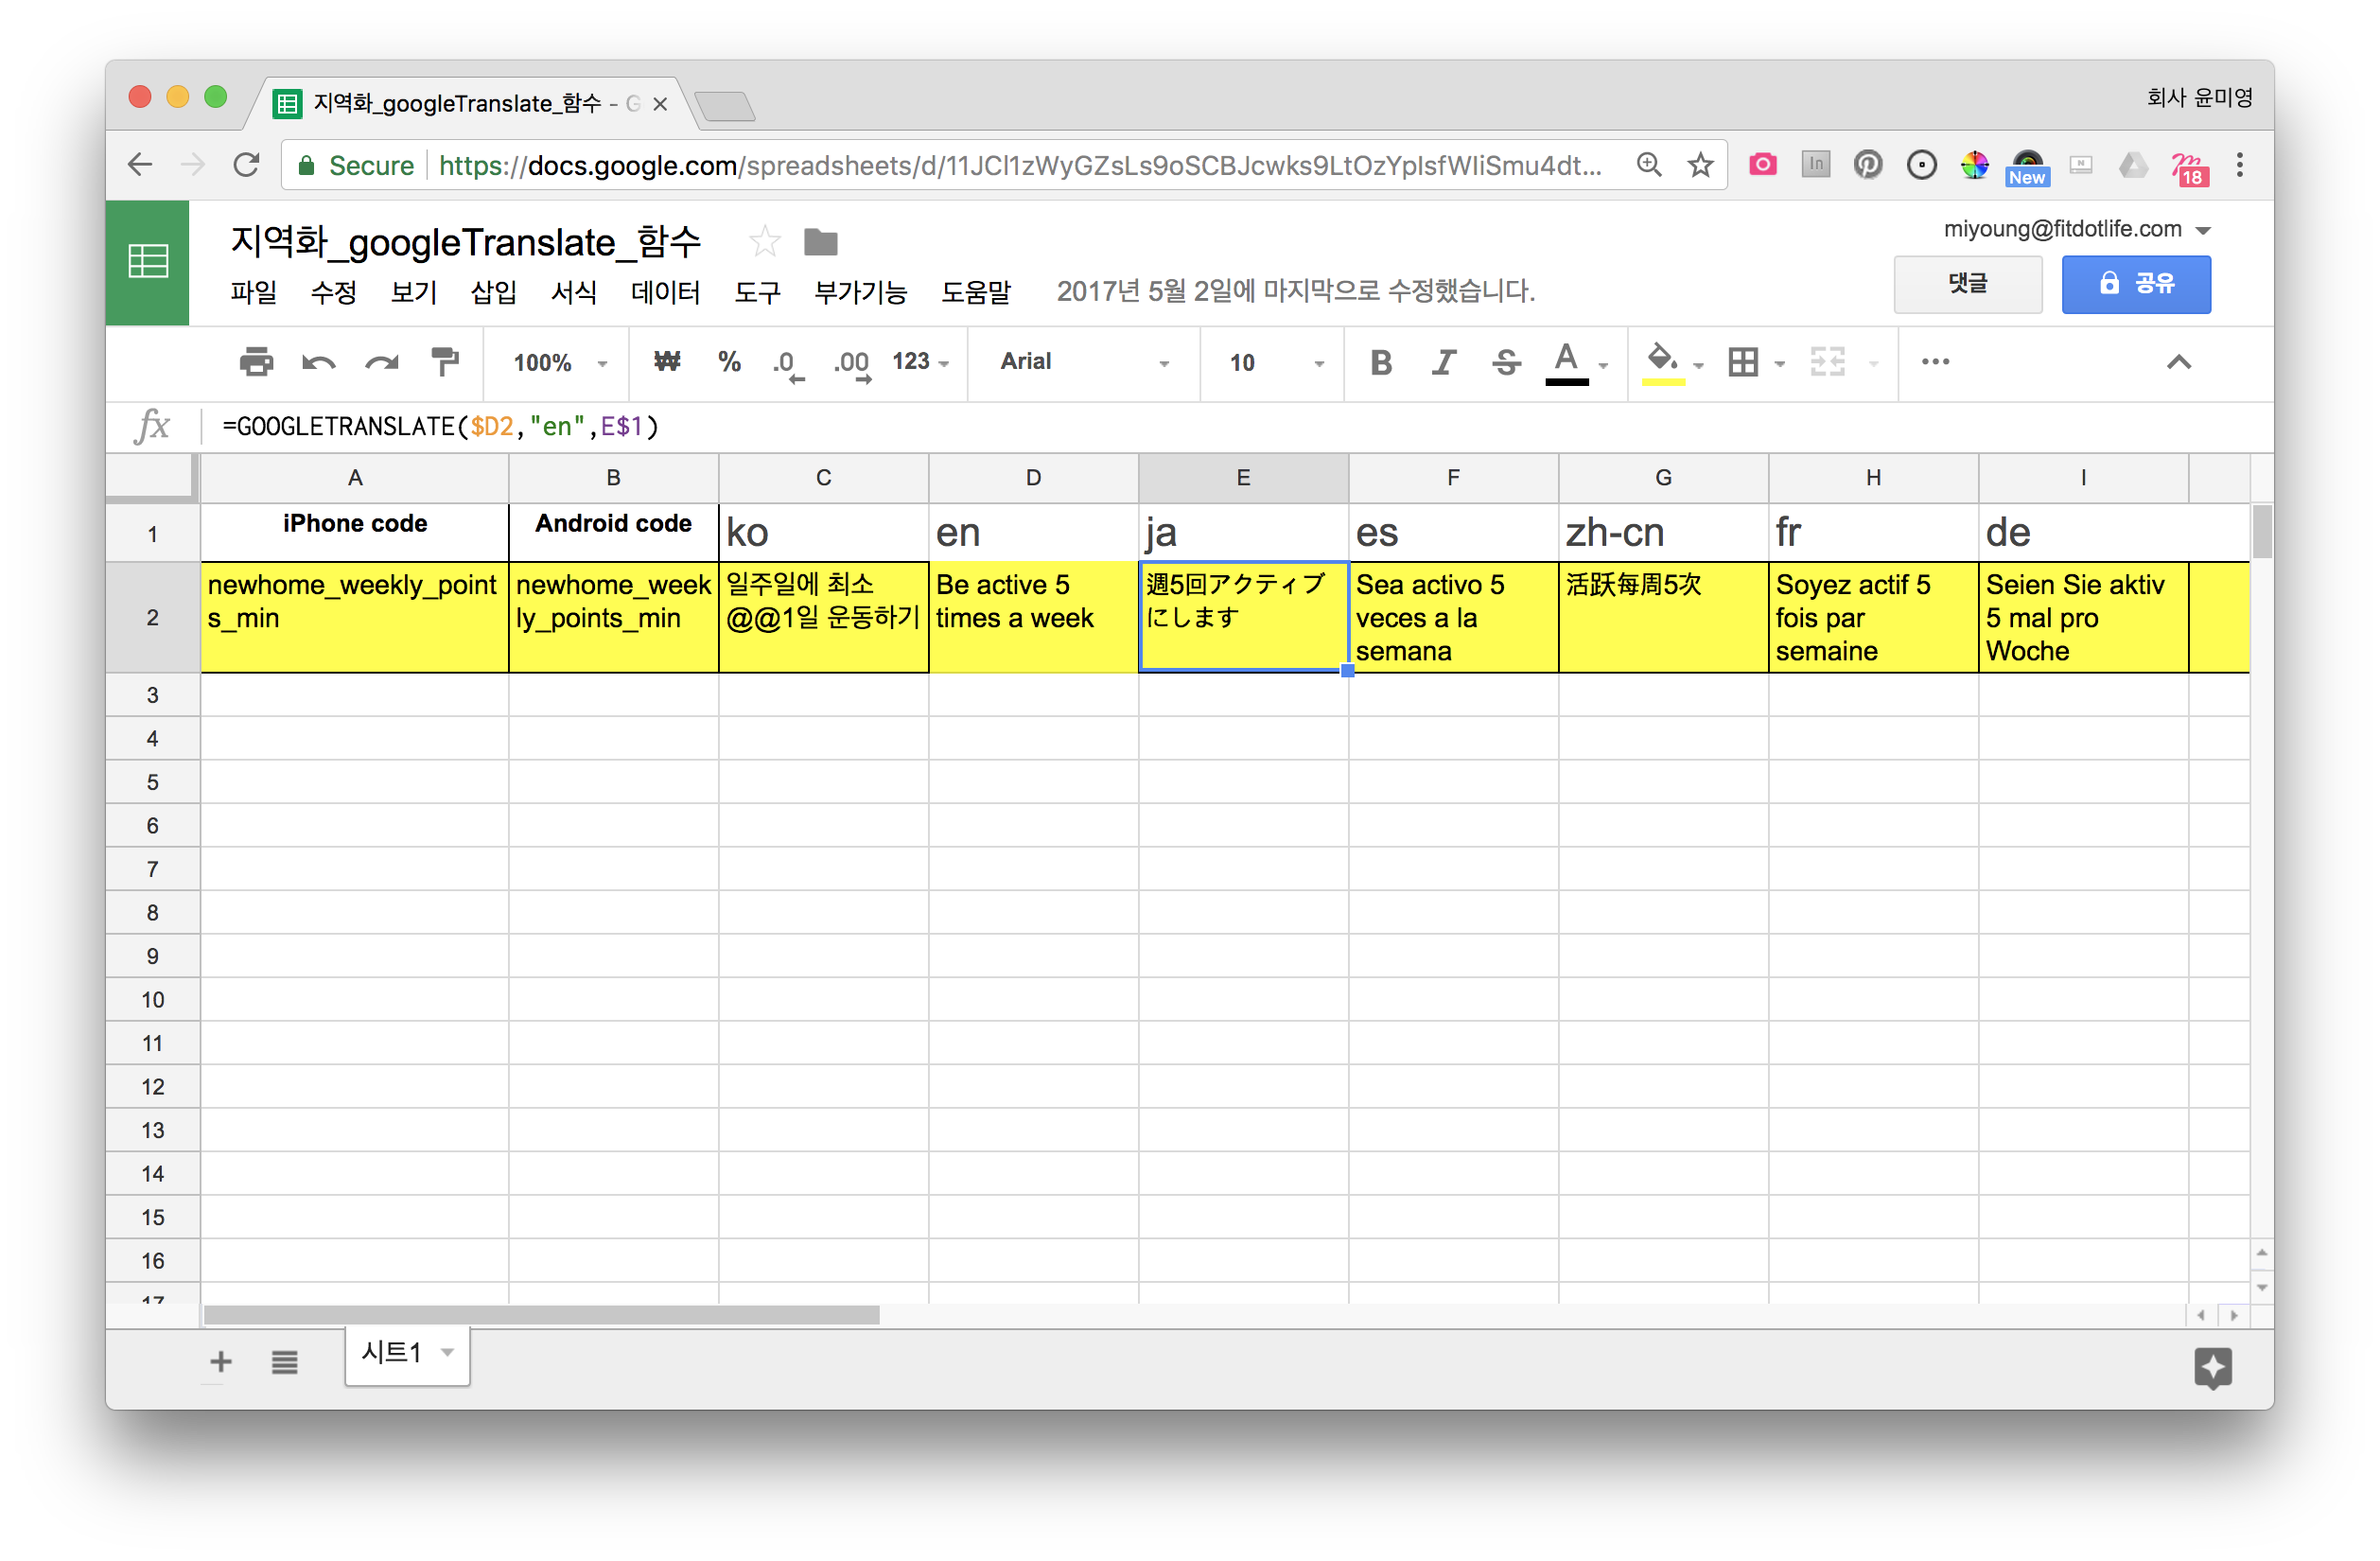 지역화_googleTranslate_함수 - G
회사 윤미영
Secure
https://docs.google.com/spreadsheets/d/11JCl1zWyGZsLs9oSCBJcwks9LtOzYpIsfWIiSmu4dt...
In
New
N
18
지역화_googleTranslate_함수
miyoung@fitdotlife.com
파일 수정 보기 삽입 서식 데이터 도구 부가기능 도움말 2017년 5월 2일에 마지막으로 수정했습니다.
댓글
공유
100% ₩ % .0 .00 123 Arial 10 B I S A
fx =GOOGLETRANSLATE($D2,"en",E$1)
A B C D E F G H I
1 iPhone code Android code ko en ja es zh-cn fr de
2 newhome_weekly_point
s_min
newhome_week
ly_points_min
일주일에 최소
@@1일 운동하기
Be active 5
times a week
週5回アクティブ
にします
Sea activo 5
veces a la
semana
活跃每周5次
Soyez actif 5
fois par
semaine
Seien Sie aktiv
5 mal pro
Woche
3
4
5
6
7
8
9
10
11
12
13
14
15
16
17
시트1